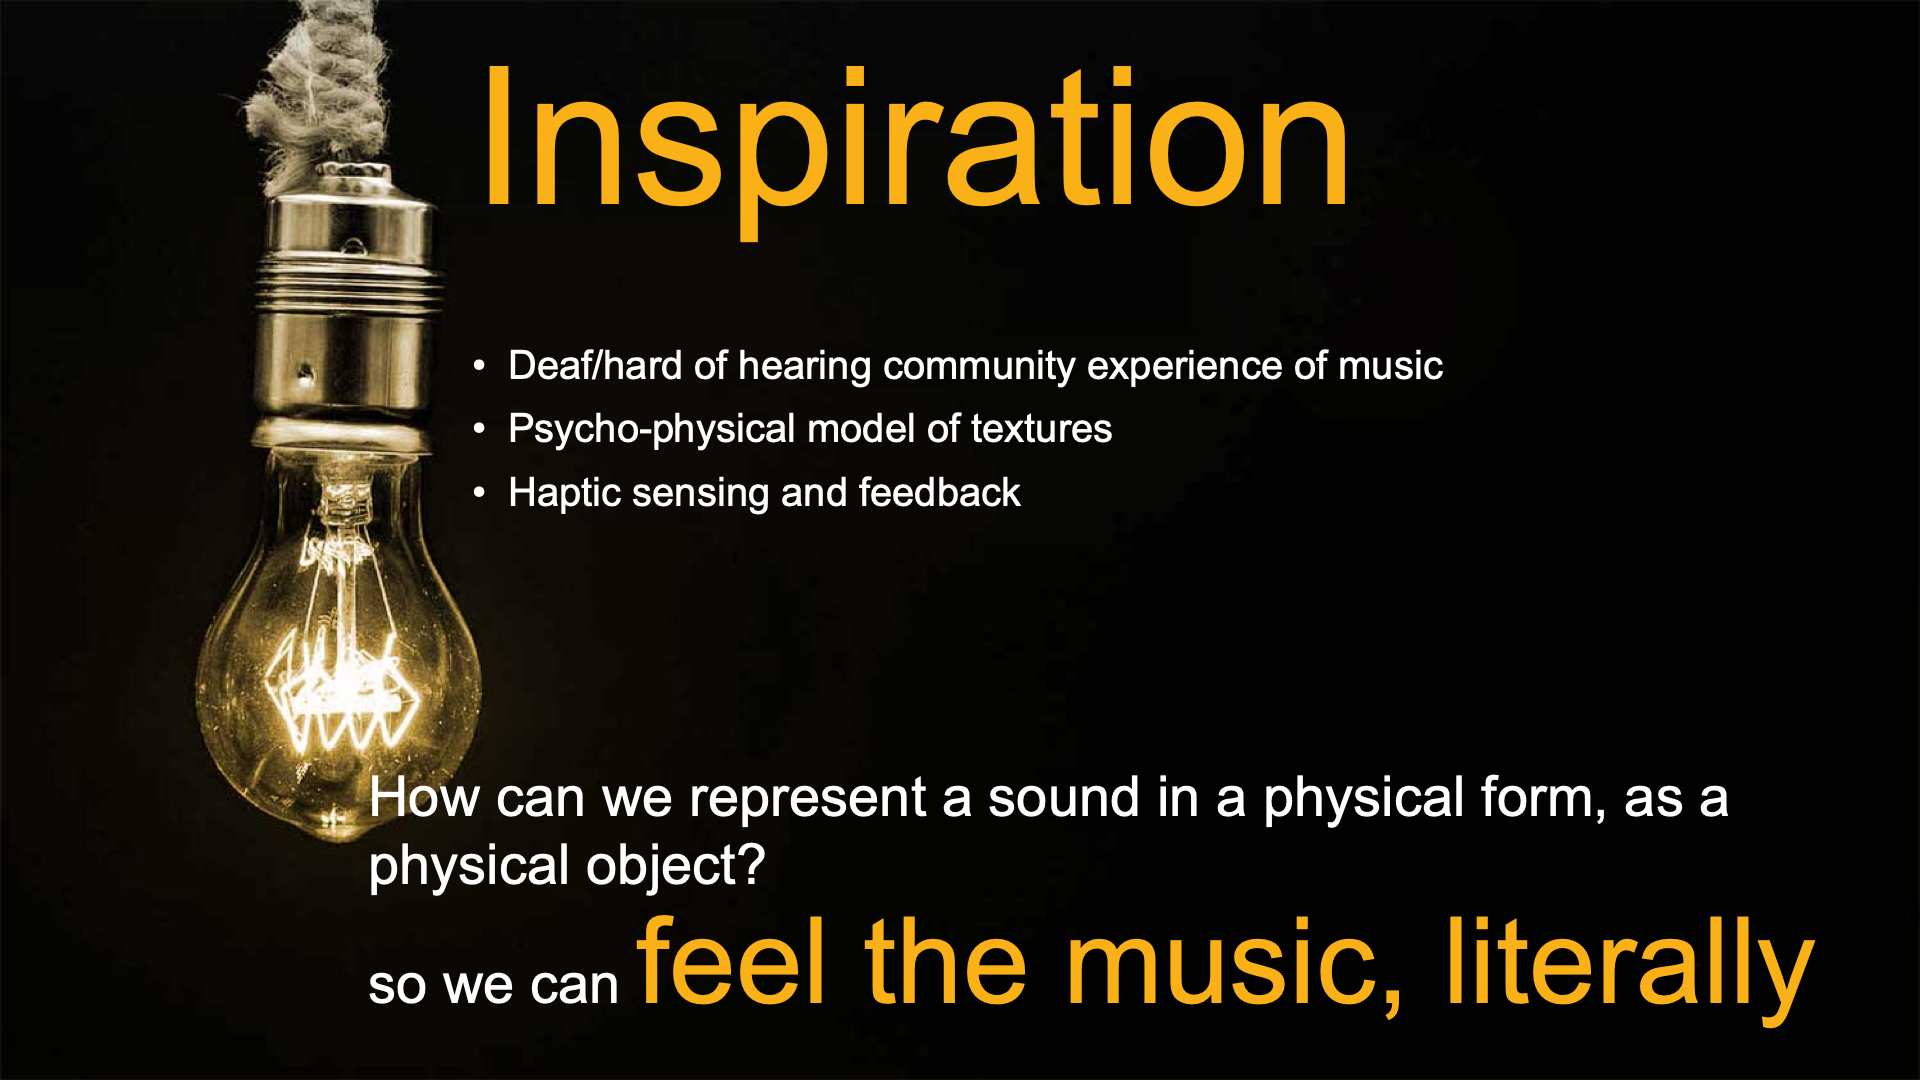 Inspiration
• Deaf/hard of hearing community experience of music
• Psycho-physical model of textures
• Haptic sensing and feedback
How can we represent a sound in a physical form, as a
physical object?
so we can feel the music, literally